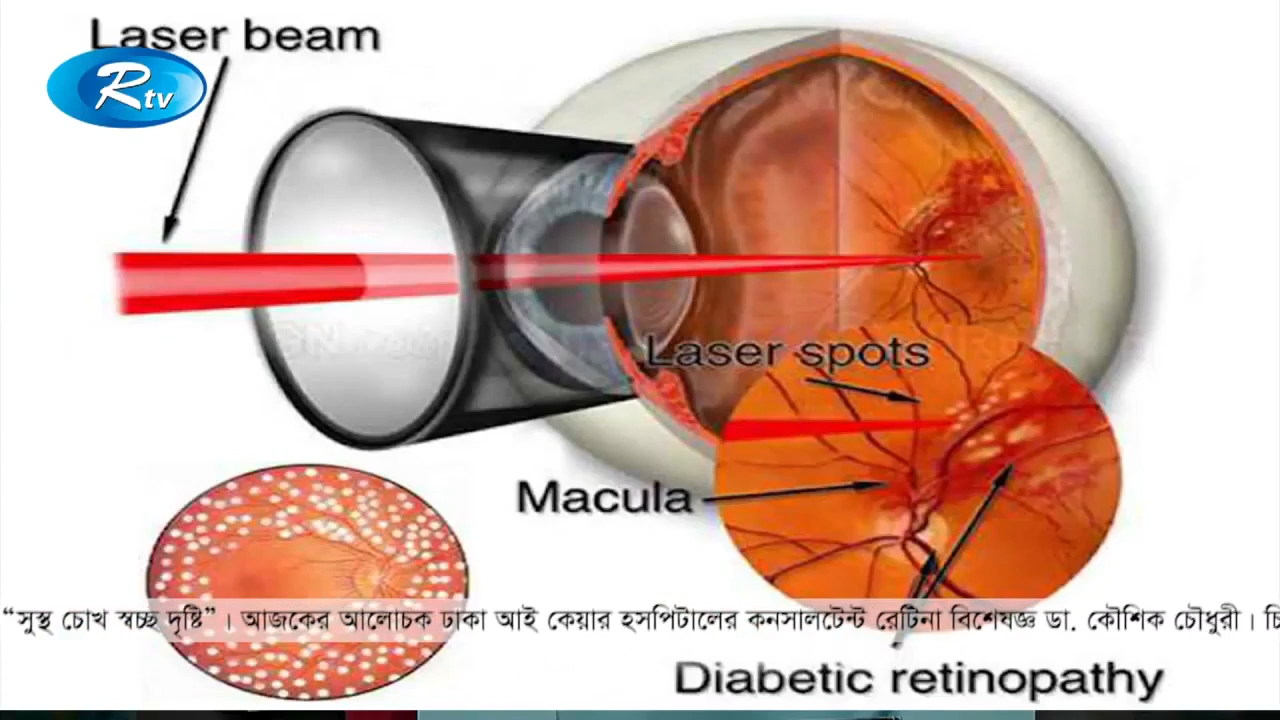 Laser beam
Rtv
Laser spots
Macula
“সুস্থ চোখ স্বচ্ছ দৃষ্টি”। আজকের আলোচক ঢাকা আই কেয়ার হসপিটালের কনসালটেন্ট রেটিনা বিশেষজ্ঞ ডা. কৌশিক চৌধুরী। চি
Diabetic retinopathy